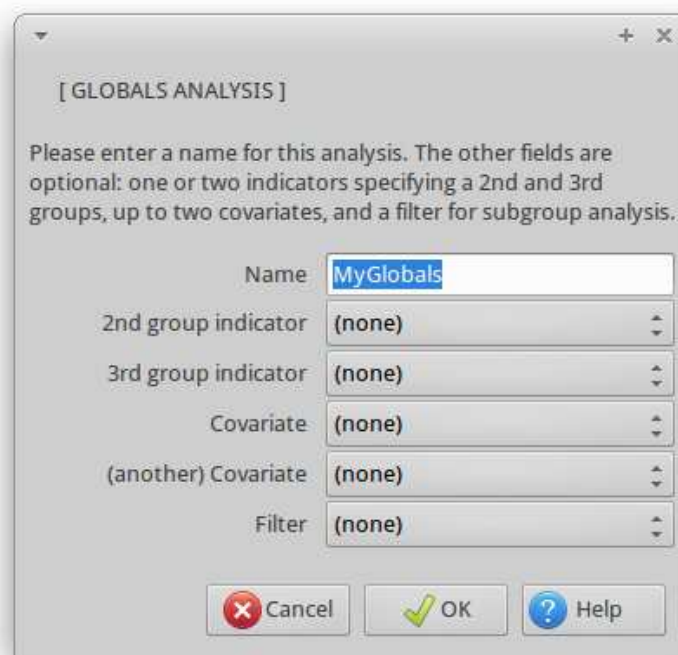 [ GLOBALS ANALYSIS ]
Please enter a name for this analysis. The other fields are
optional: one or two indicators specifying a 2nd and 3rd
groups, up to two covariates, and a filter for subgroup analysis.
Name MyGlobals
2nd group indicator (none)
3rd group indicator (none)
Covariate (none)
(another) Covariate (none)
Filter (none)
Cancel OK Help